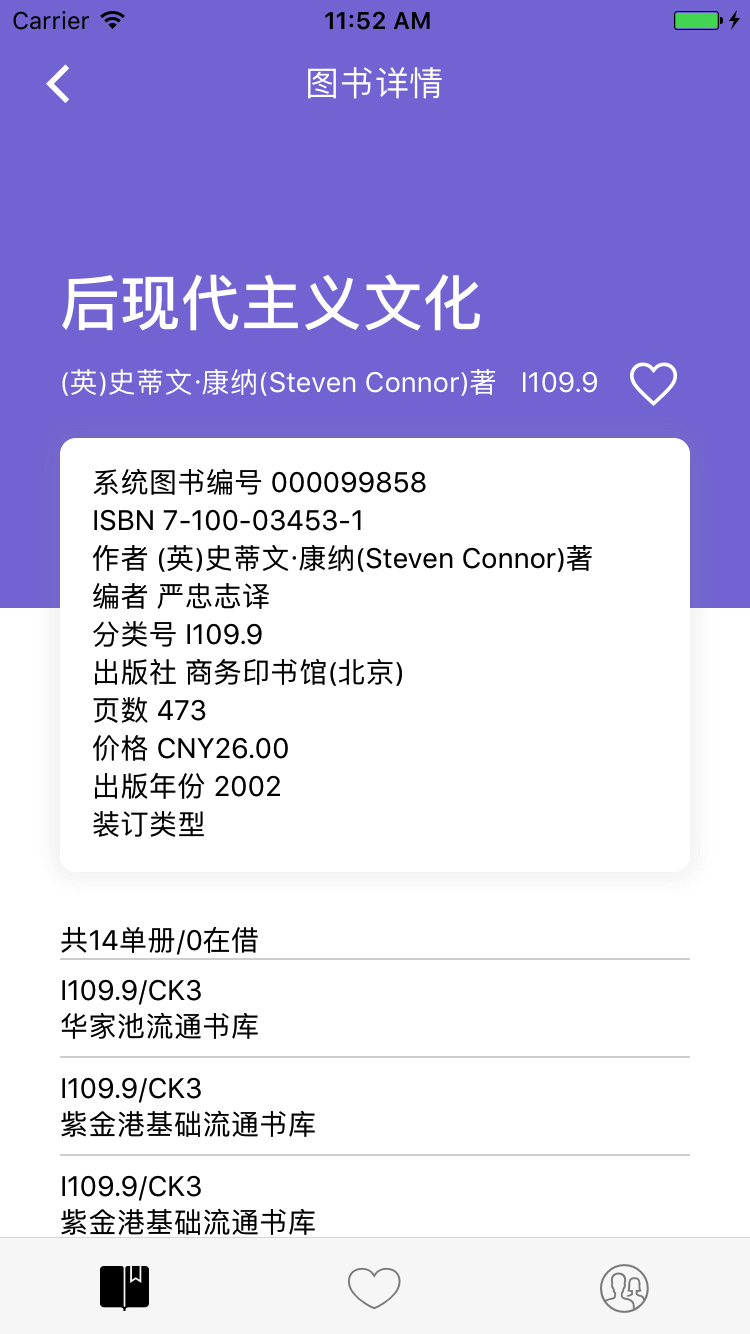 Carrier 11:52 AM
图书详情
后现代主义文化
(英)史蒂文·康纳(Steven Connor)著 I109.9
系统图书编号 000099858
ISBN 7-100-03453-1
作者 (英)史蒂文·康纳(Steven Connor)著
编者 严忠志译
分类号 I109.9
出版社 商务印书馆(北京)
页数 473
价格 CNY26.00
出版年份 2002
装订类型
共14单册/0在借
I109.9/CK3
华家池流通书库
I109.9/CK3
紫金港基础流通书库
I109.9/CK3
紫金港基础流通书库